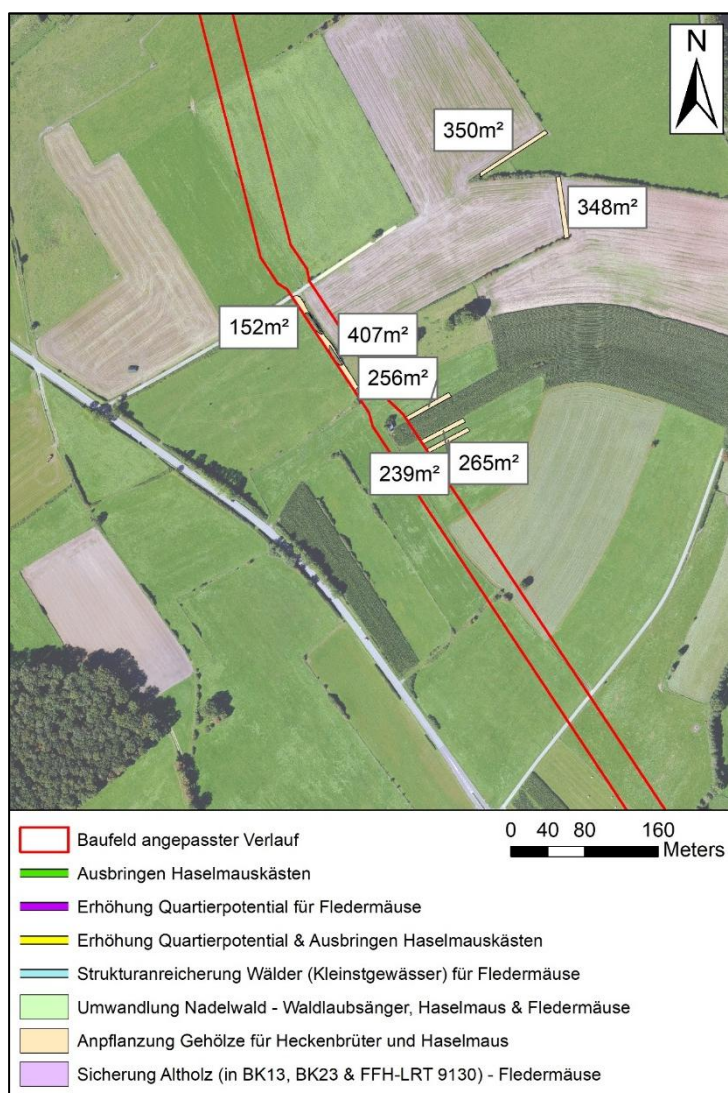 N
350m²
348m²
152m²
407m²
256m²
239m²
265m²
Baufeld angepasster Verlauf
0 40 80 160
Meters
Ausbringen Haselmauskästen
Erhöhung Quartierpotential für Fledermäuse
Erhöhung Quartierpotential & Ausbringen Haselmauskästen
Strukturanreicherung Wälder (Kleinstgewässer) für Fledermäuse
Umwandlung Nadelwald - Waldlaubsänger, Haselmaus & Fledermäuse
Anpflanzung Gehölze für Heckenbrüter und Haselmaus
Sicherung Altholz (in BK13, BK23 & FFH-LRT 9130) - Fledermäuse